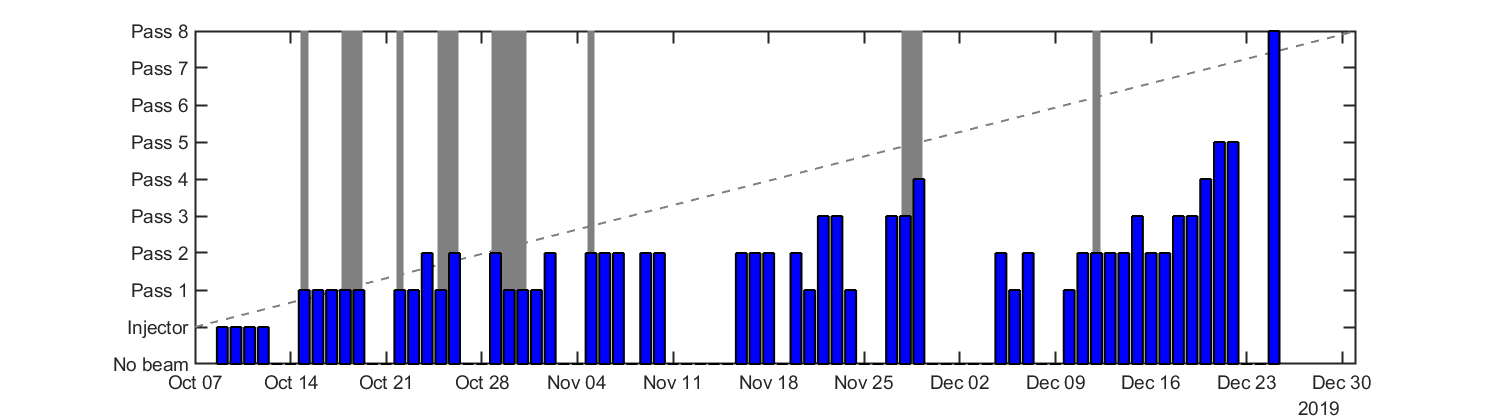 Pass 8
Pass 7
Pass 6
Pass 5
Pass 4
Pass 3
Pass 2
Pass 1
Injector
No beam
Oct 07 Oct 14 Oct 21 Oct 28 Nov 04 Nov 11 Nov 18 Nov 25 Dec 02 Dec 09 Dec 16 Dec 23 Dec 30
2019